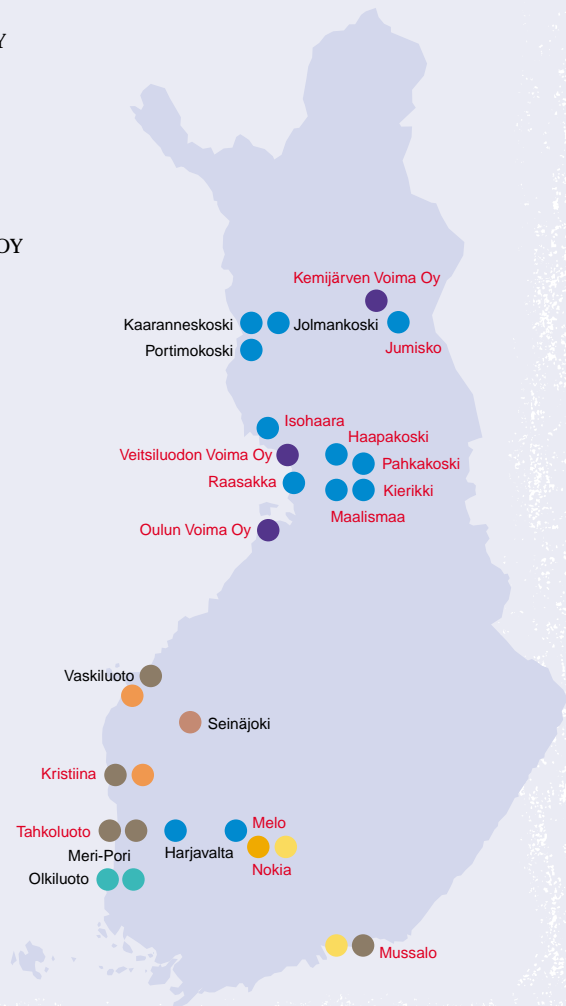 Y
OY
Kemijärven Voima Oy
Kaaranneskoski
Jolmankoski
Portimokoski
Jumisko
Isohaara
Haapakoski
Veitsiluodon Voima Oy
Pahkakoski
Raasakka
Kierikki
Maalismaa
Oulun Voima Oy
Vaskiluoto
Seinäjoki
Kristiina
Tahkoluoto
Melo
Meri-Pori
Harjavalta
Nokia
Olkiluoto
Mussalo